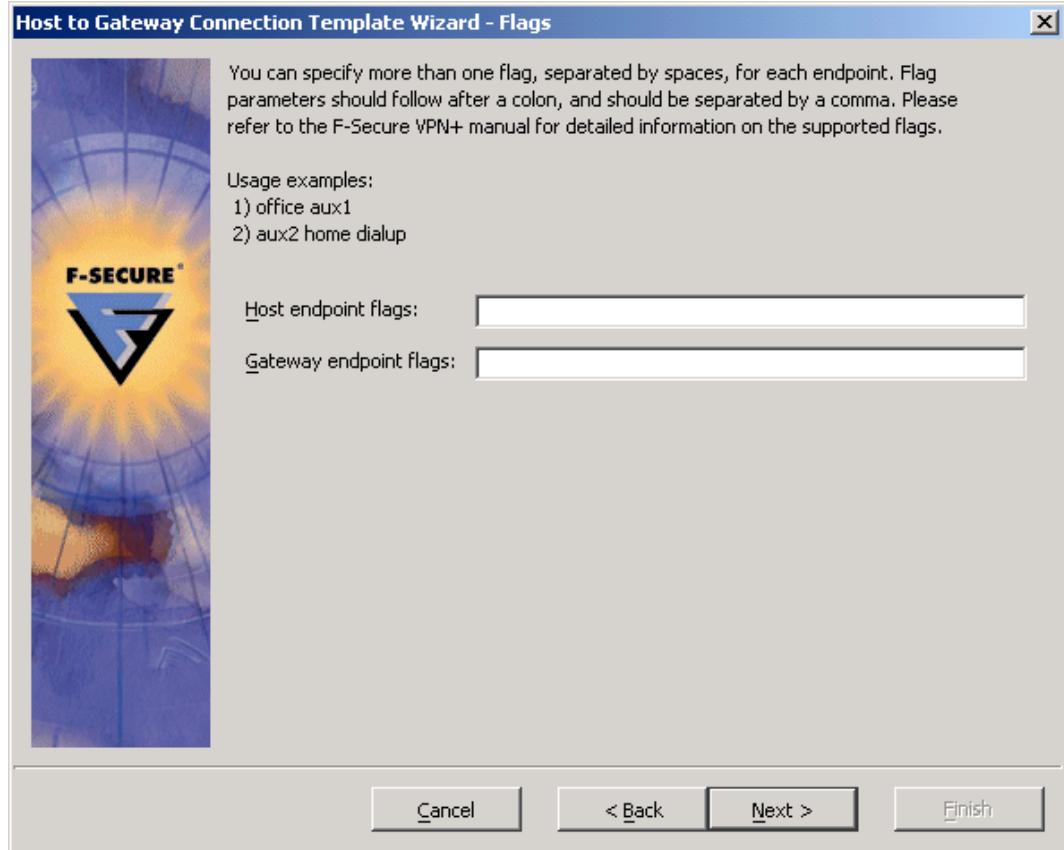 Host to Gateway Connection Template Wizard - Flags
You can specify more than one flag, separated by spaces, for each endpoint. Flag
parameters should follow after a colon, and should be separated by a comma. Please
refer to the F-Secure VPN+ manual for detailed information on the supported flags.
Usage examples:
1) office aux1
2) aux2 home dialup
F-SECURE®
Host endpoint flags:
Gateway endpoint flags:
Cancel
< Back
Next >
Finish